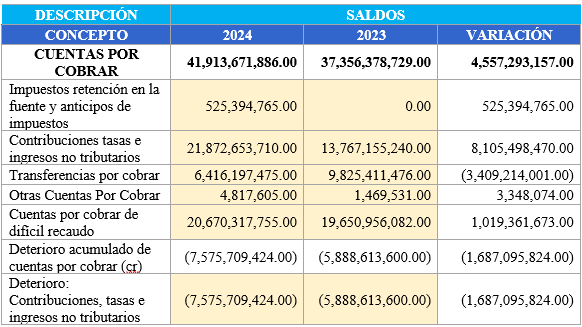 DESCRIPCIÓN SALDOS
CONCEPTO 2024 2023 VARIACIÓN
CUENTAS POR
COBRAR 41,913,671,886.00 37,356,378,729.00 4,557,293,157.00
Impuestos retención en la
fuente y anticipos de
impuestos 525,394,765.00 0.00 525,394,765.00
Contribuciones tasas e
ingresos no tributarios 21,872,653,710.00 13,767,155,240.00 8,105,498,470.00
Transferencias por cobrar 6,416,197,475.00 9,825,411,476.00 (3,409,214,001.00)
Otras Cuentas Por Cobrar 4,817,605.00 1,469,531.00 3,348,074.00
Cuentas por cobrar de
difícil recaudo 20,670,317,755.00 19,650,956,082.00 1,019,361,673.00
Deterioro acumulado de
cuentas por cobrar (cr) (7,575,709,424.00) (5,888,613,600.00) (1,687,095,824.00)
Deterioro:
Contribuciones, tasas e
ingresos no tributarios (7,575,709,424.00) (5,888,613,600.00) (1,687,095,824.00)